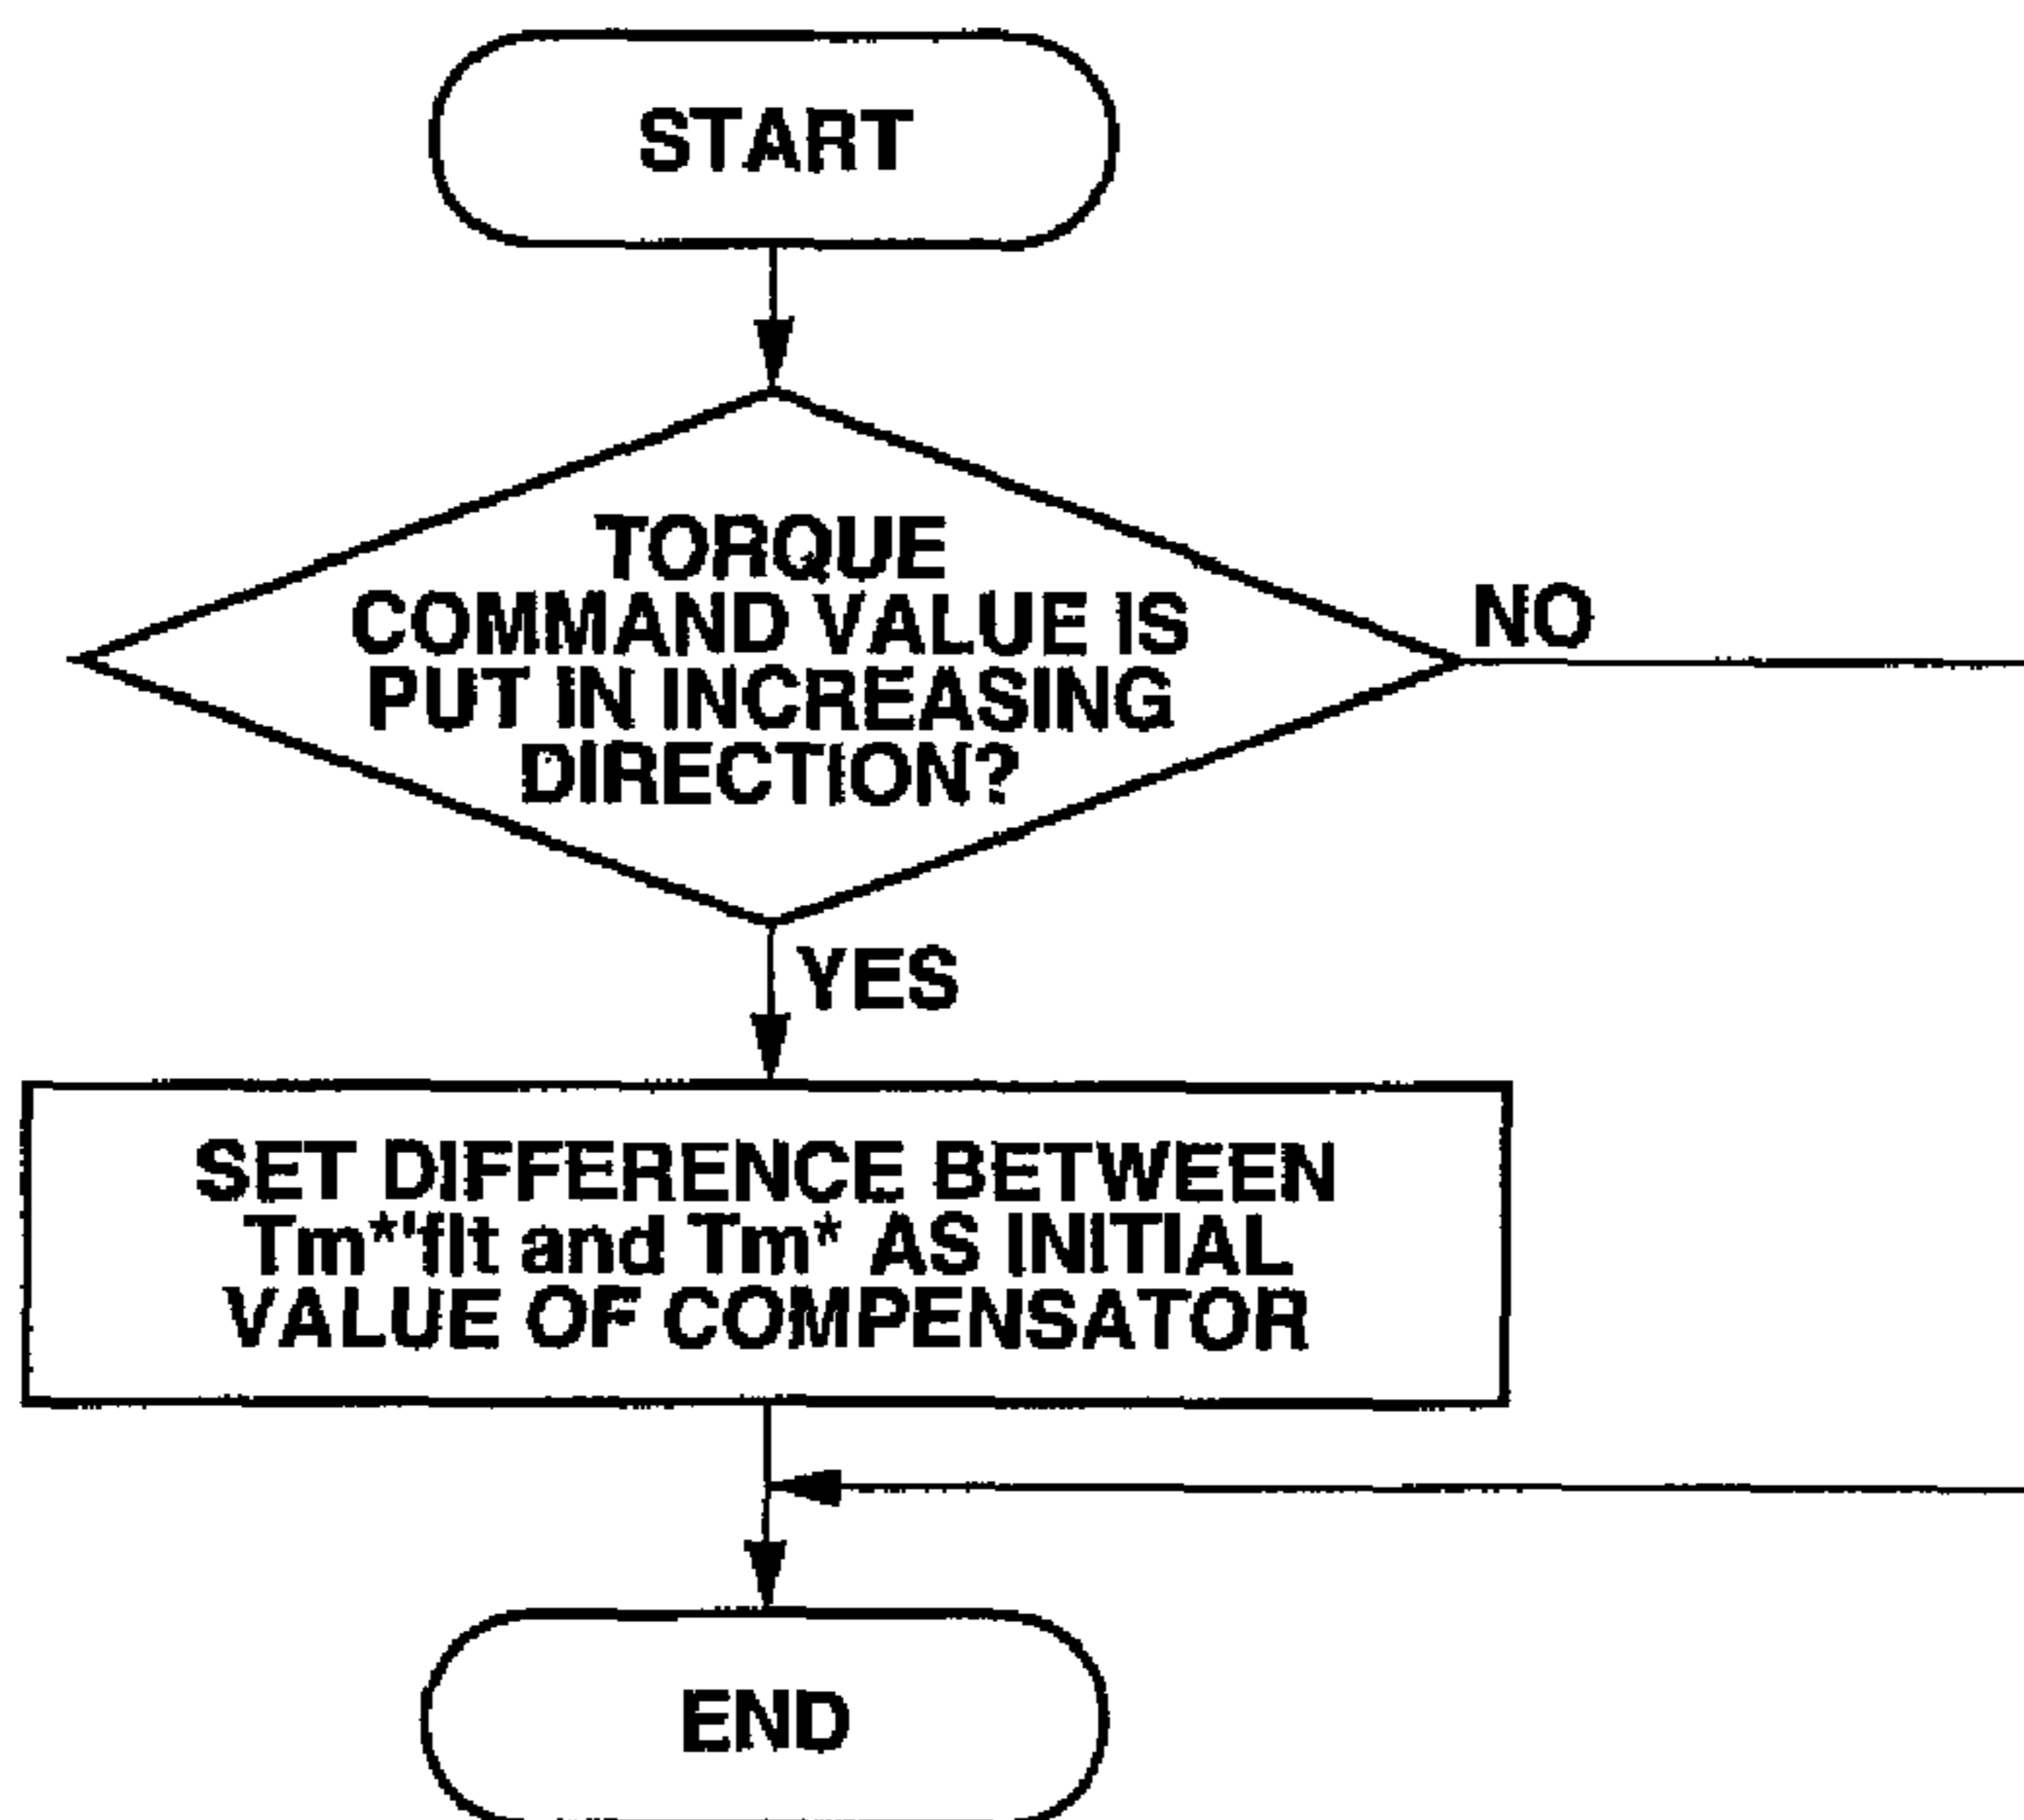 START
TORQUE
COMMAND VALUE IS
PUT IN INCREASING
DIRECTION?
NO
YES
SET DIFFERENCE BETWEEN
Tm*'flt and Tm* AS INITIAL
VALUE OF COMPENSATOR
END